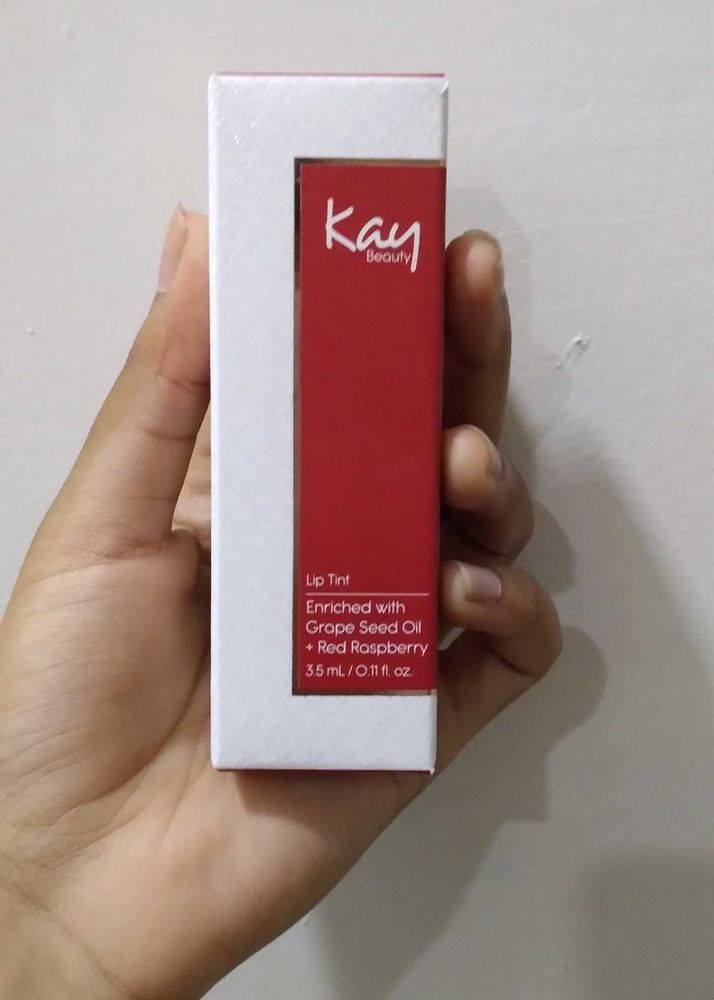 Kay
Beauty
Lip Tint
Enriched with
Grape Seed Oil
+ Red Raspberry
3.5 mL / 0.11 fl. oz.